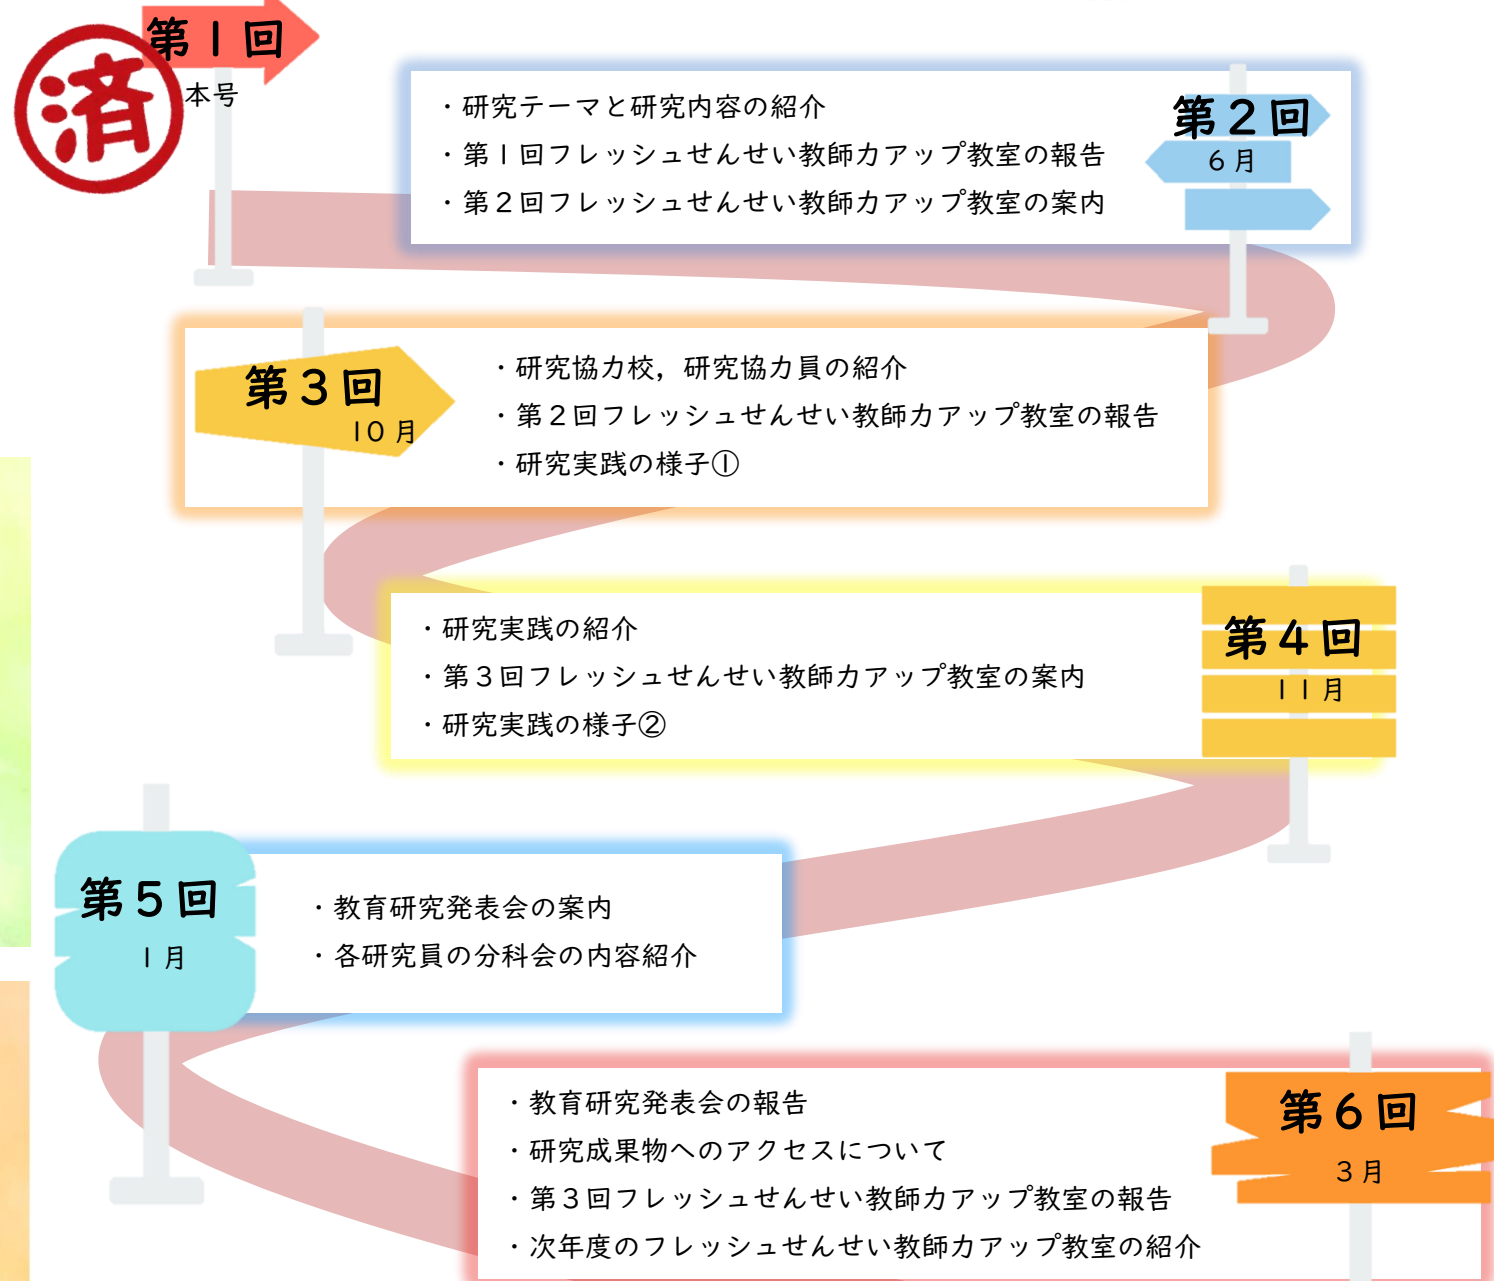 第1回
済
本号
・研究テーマと研究内容の紹介
・第1回フレッシュせんせい教師力アップ教室の報告
・第2回フレッシュせんせい教師力アップ教室の案内
第2回
6月
第3回
10月
・研究協力校，研究協力員の紹介
・第2回フレッシュせんせい教師力アップ教室の報告
・研究実践の様子①
・研究実践の紹介
・第3回フレッシュせんせい教師力アップ教室の案内
・研究実践の様子②
第4回
11月
第5回
1月
・教育研究発表会の案内
・各研究員の分科会の内容紹介
・教育研究発表会の報告
・研究成果物へのアクセスについて
・第3回フレッシュせんせい教師力アップ教室の報告
・次年度のフレッシュせんせい教師力アップ教室の紹介
第6回
3月